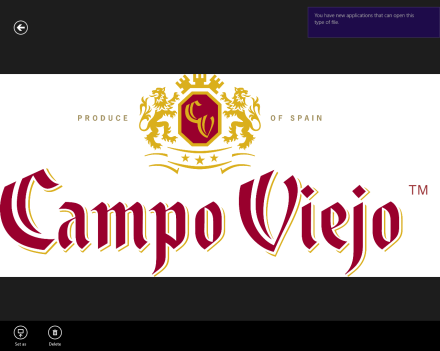 You have new applications that can open this
type of file.
PRODUCE OF SPAIN
CV
Campo Viejo TM
Set as Delete